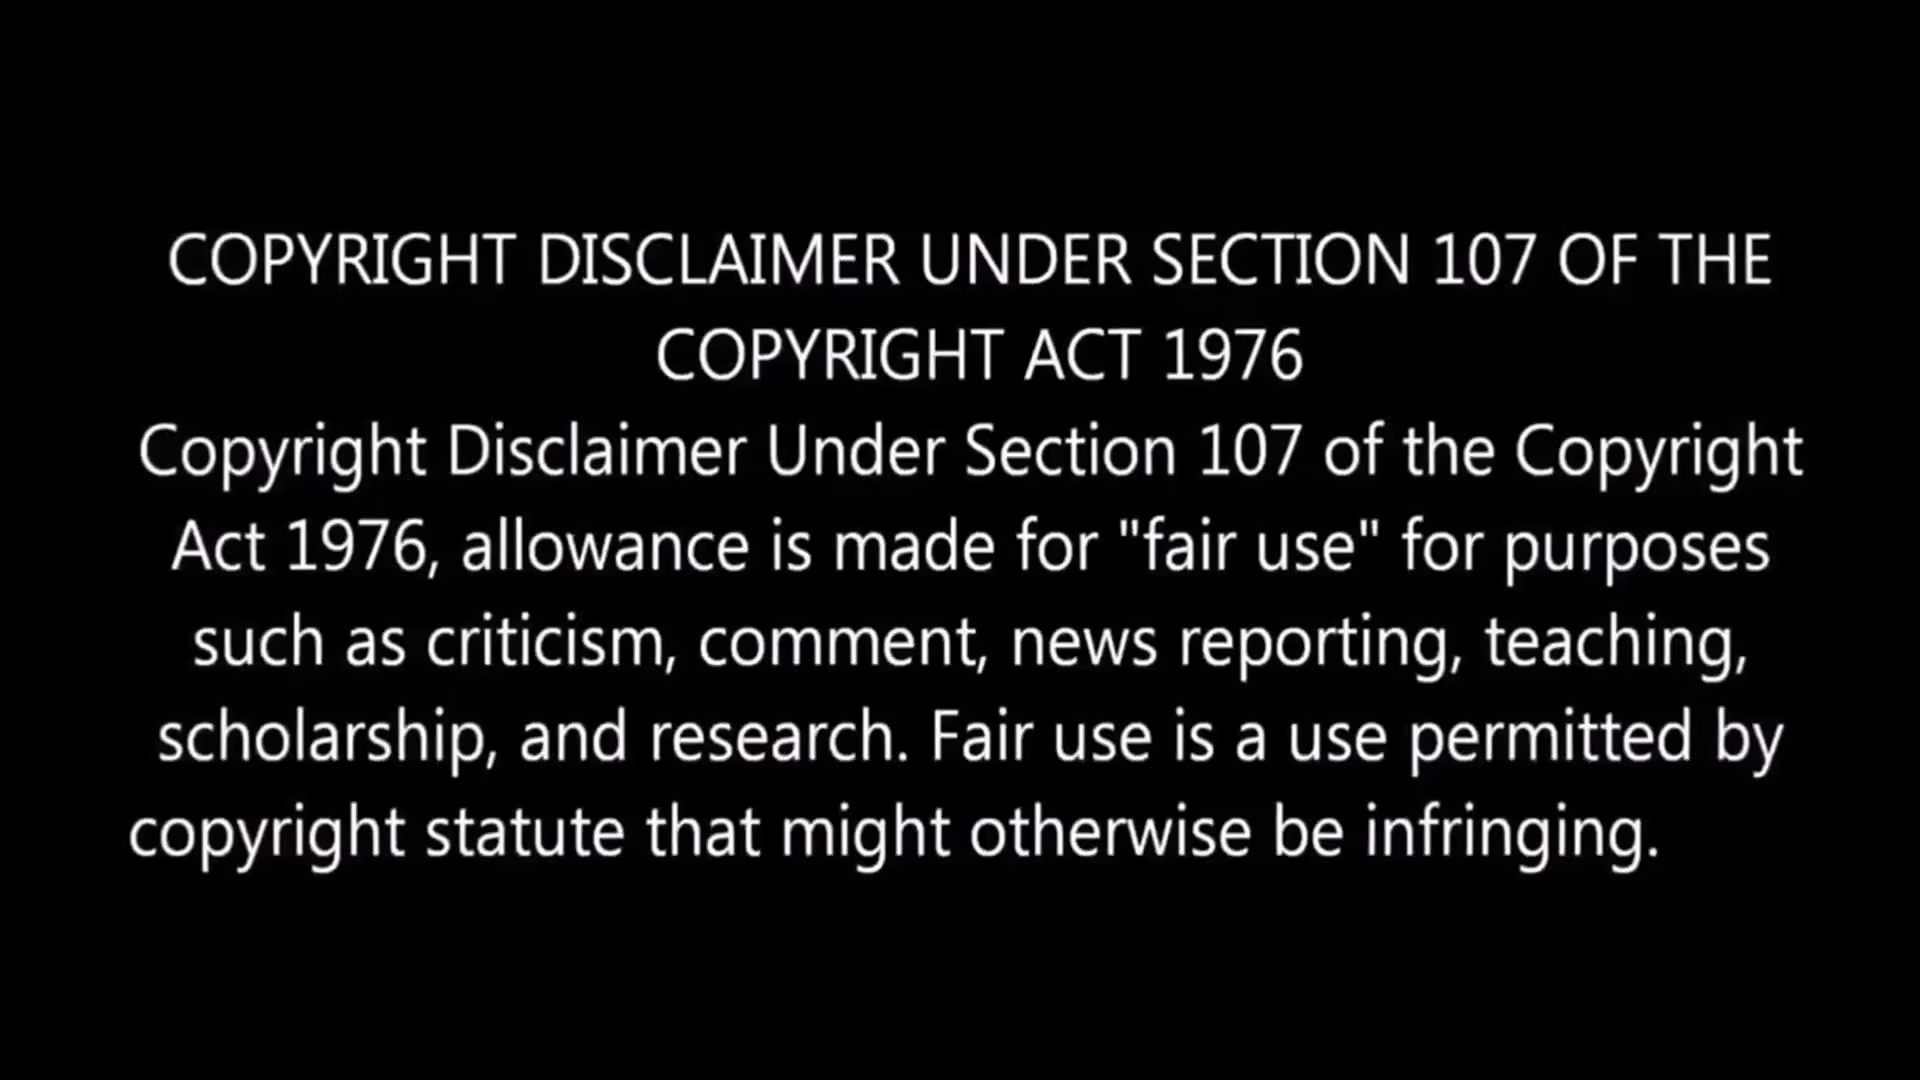 COPYRIGHT DISCLAIMER UNDER SECTION 107 OF THE
COPYRIGHT ACT 1976
Copyright Disclaimer Under Section 107 of the Copyright
Act 1976, allowance is made for "fair use" for purposes
such as criticism, comment, news reporting, teaching,
scholarship, and research. Fair use is a use permitted by
copyright statute that might otherwise be infringing.